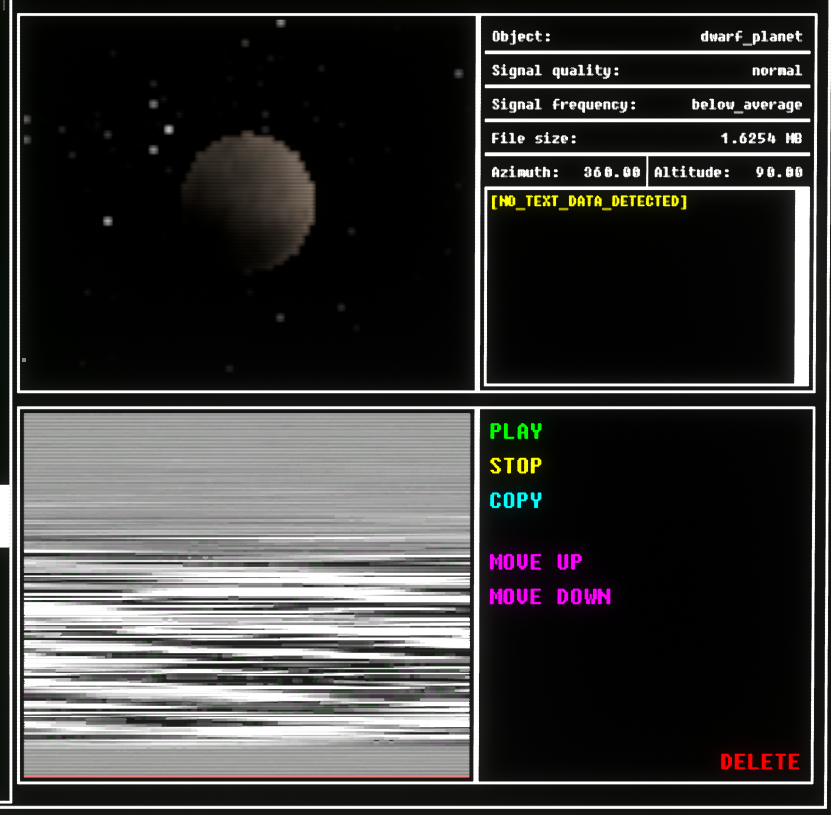 Object: dwarf_planet
Signal quality: normal
Signal frequency: below_average
File size: 1.6254 MB
Azimuth: 360.00 Altitude: 90.00
[NO_TEXT_DATA_DETECTED]
PLAY
STOP
COPY
MOVE UP
MOVE DOWN
DELETE